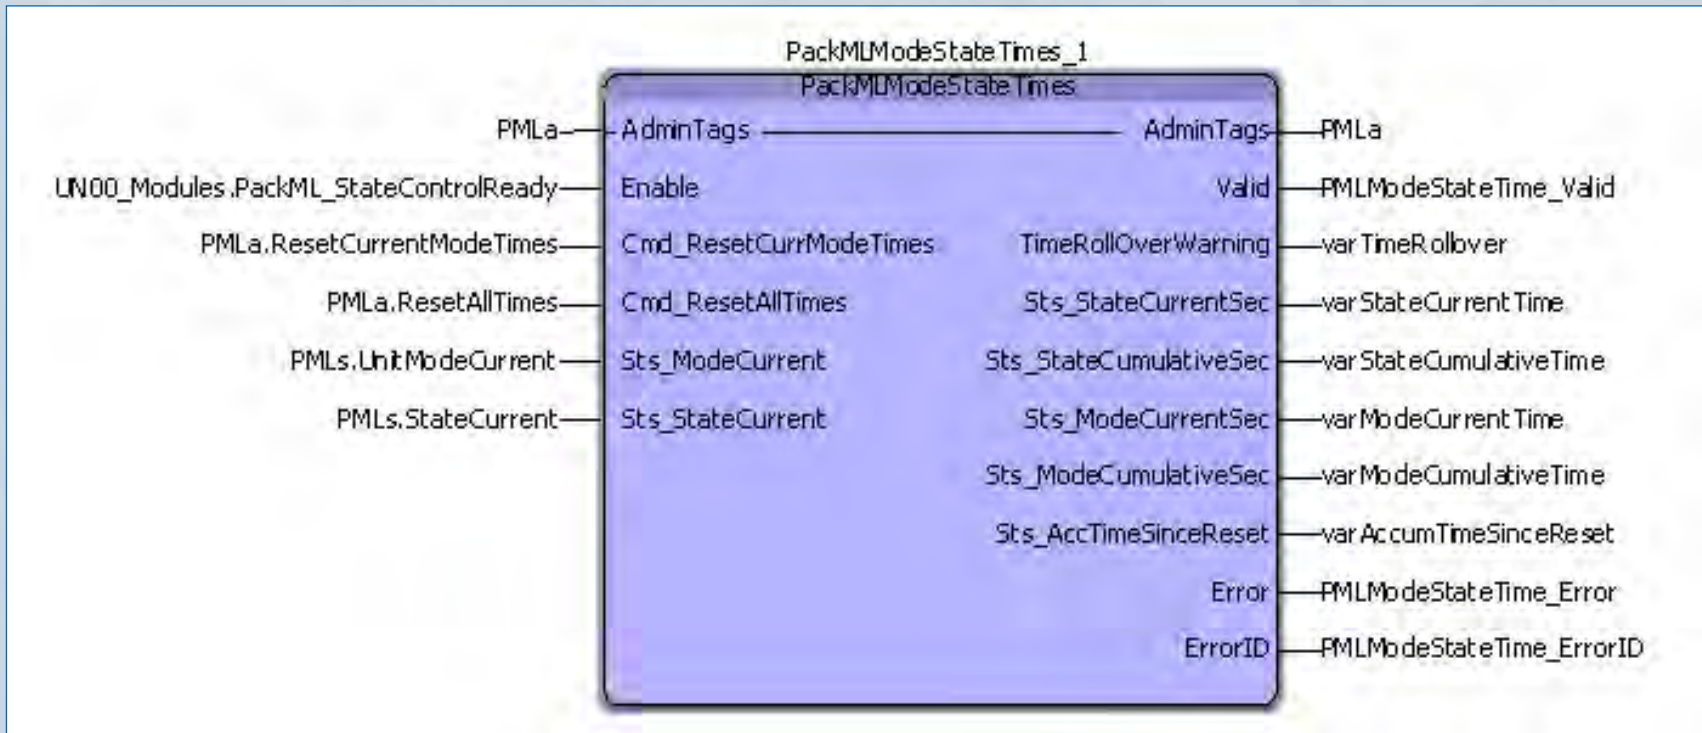 PackMLModeStateTimes_1
PackMLModeStateTimes
PMLa AdminTags AdminTags PMLa
UN00_Modules.PackML_StateControlReady Enable Valid PMLModeStateTime_Valid
PMLa.ResetCurrentModeTimes Cmd_ResetCurrModeTimes TimeRollOverWarning varTimeRollover
PMLa.ResetAllTimes Cmd_ResetAllTimes Sts_StateCurrentSec varStateCurrentTime
PMLs.UnitModeCurrent Sts_ModeCurrent Sts_StateCumulativeSec varStateCumulativeTime
PMLs.StateCurrent Sts_StateCurrent Sts_ModeCurrentSec varModeCurrentTime
Sts_ModeCumulativeSec varModeCumulativeTime
Sts_AccTimeSinceReset varAccumTimeSinceReset
Error PMLModeStateTime_Error
ErrorID PMLModeStateTime_ErrorID